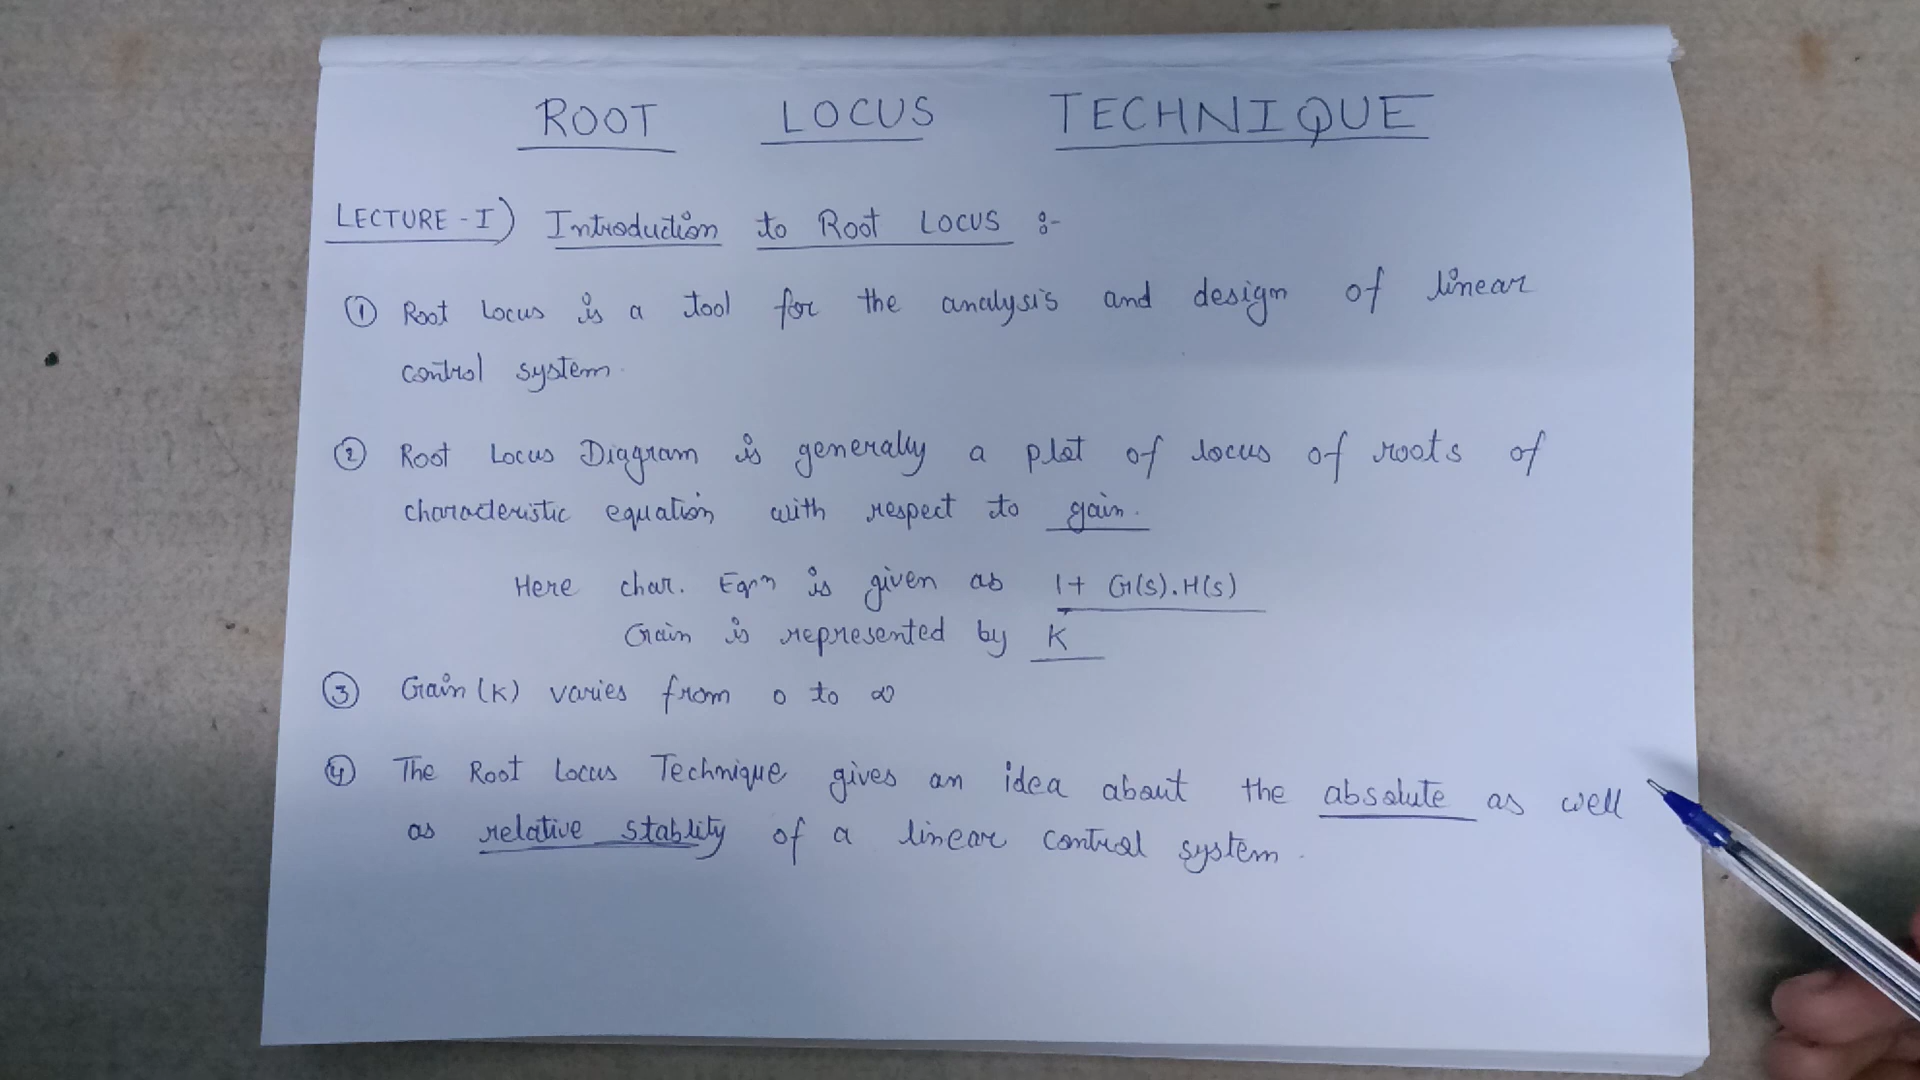 ROOT LOCUS TECHNIQUE
LECTURE - I) Introduction to Root Locus :-
① Root Locus is a tool for the analysis and design of linear
control system.
② Root Locus Diagram is generally a plot of locus of roots of
characteristic equation with respect to gain.
Here char. Eqn is given as 1+ G(s).H(s)
Gain is represented by K
③ Gain (K) varies from 0 to ∞
④ The Root Locus Technique gives an idea about the absolute as well
as relative stablity of a linear control system.